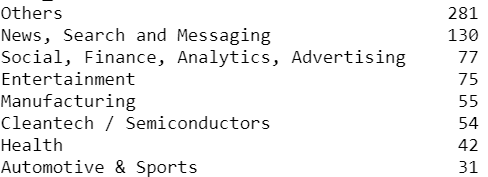 Others 281
News, Search and Messaging 130
Social, Finance, Analytics, Advertising 77
Entertainment 75
Manufacturing 55
Cleantech / Semiconductors 54
Health 42
Automotive & Sports 31